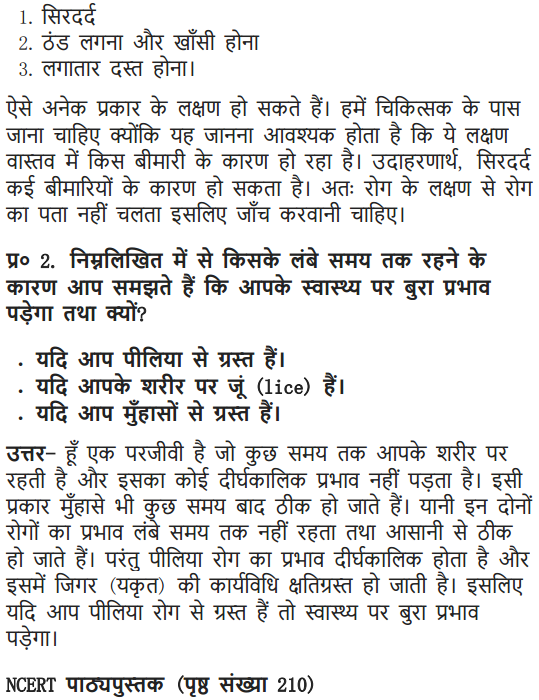 1. सिरदर्द
2. ठंड लगना और खाँसी होना
3. लगातार दस्त होना।
ऐसे अनेक प्रकार के लक्षण हो सकते हैं। हमें चिकित्सक के पास
जाना चाहिए क्योंकि यह जानना आवश्यक होता है कि ये लक्षण
वास्तव में किस बीमारी के कारण हो रहा है। उदाहरणार्थ, सिरदर्द
कई बीमारियों के कारण हो सकता है। अतः रोग के लक्षण से रोग
का पता नहीं चलता इसलिए जाँच करवानी चाहिए।
प्र० 2. निम्नलिखित में से किसके लंबे समय तक रहने के
कारण आप समझते हैं कि आपके स्वास्थ्य पर बुरा प्रभाव
पड़ेगा तथा क्यों?
. यदि आप पीलिया से ग्रस्त हैं।
. यदि आपके शरीर पर जूं (lice) हैं।
. यदि आप मुँहासों से ग्रस्त हैं।
उत्तर- हूँ एक परजीवी है जो कुछ समय तक आपके शरीर पर
रहती है और इसका कोई दीर्घकालिक प्रभाव नहीं पड़ता है। इसी
प्रकार मुँहासे भी कुछ समय बाद ठीक हो जाते हैं। यानी इन दोनों
रोगों का प्रभाव लंबे समय तक नहीं रहता तथा आसानी से ठीक
हो जाते हैं। परंतु पीलिया रोग का प्रभाव दीर्घकालिक होता है और
इसमें जिगर (यकृत) की कार्यविधि क्षतिग्रस्त हो जाती है। इसलिए
यदि आप पीलिया रोग से ग्रस्त हैं तो स्वास्थ्य पर बुरा प्रभाव
पड़ेगा।
NCERT पाठ्यपुस्तक (पृष्ठ संख्या 210)